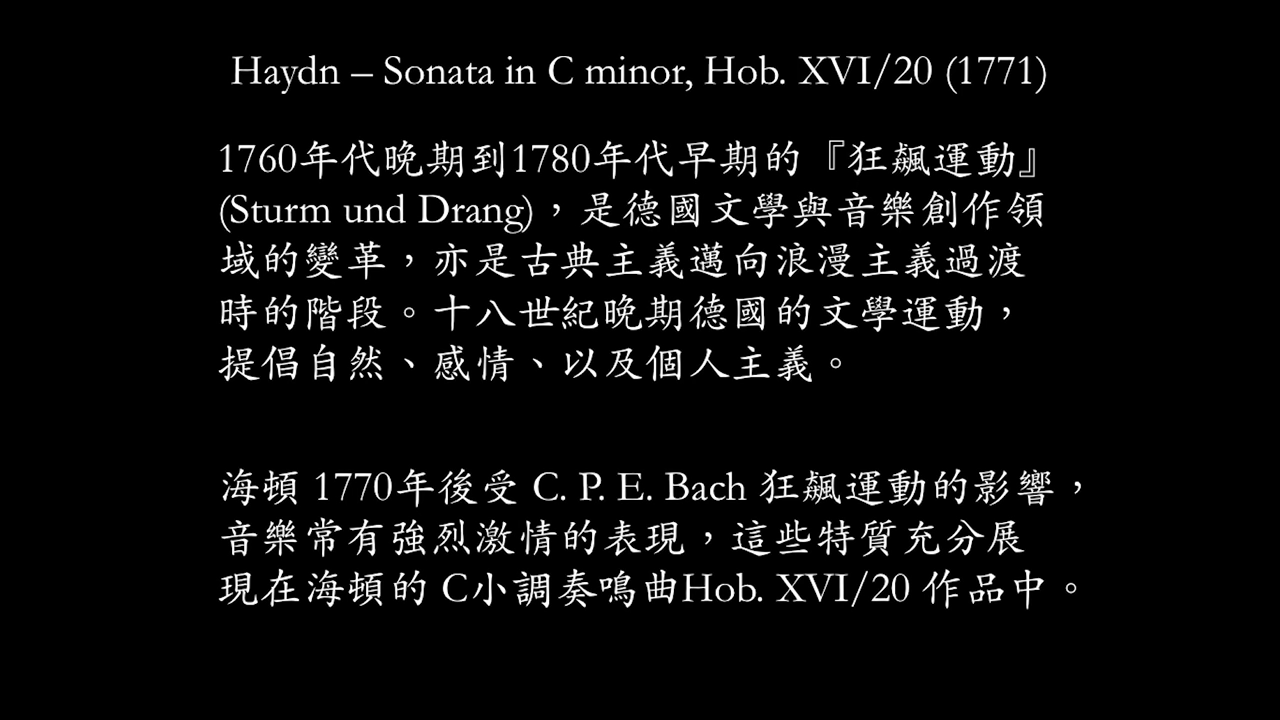 Haydn – Sonata in C minor, Hob. XVI/20 (1771)
1760年代晚期到1780年代早期的『狂飆運動』
(Sturm und Drang)，是德國文學與音樂創作領
域的變革，亦是古典主義邁向浪漫主義過渡
時的階段。十八世紀晚期德國的文學運動，
提倡自然、感情、以及個人主義。
海頓 1770年後受 C. P. E. Bach 狂飆運動的影響，
音樂常有強烈激情的表現，這些特質充分展
現在海頓的 C小調奏鳴曲Hob. XVI/20 作品中。